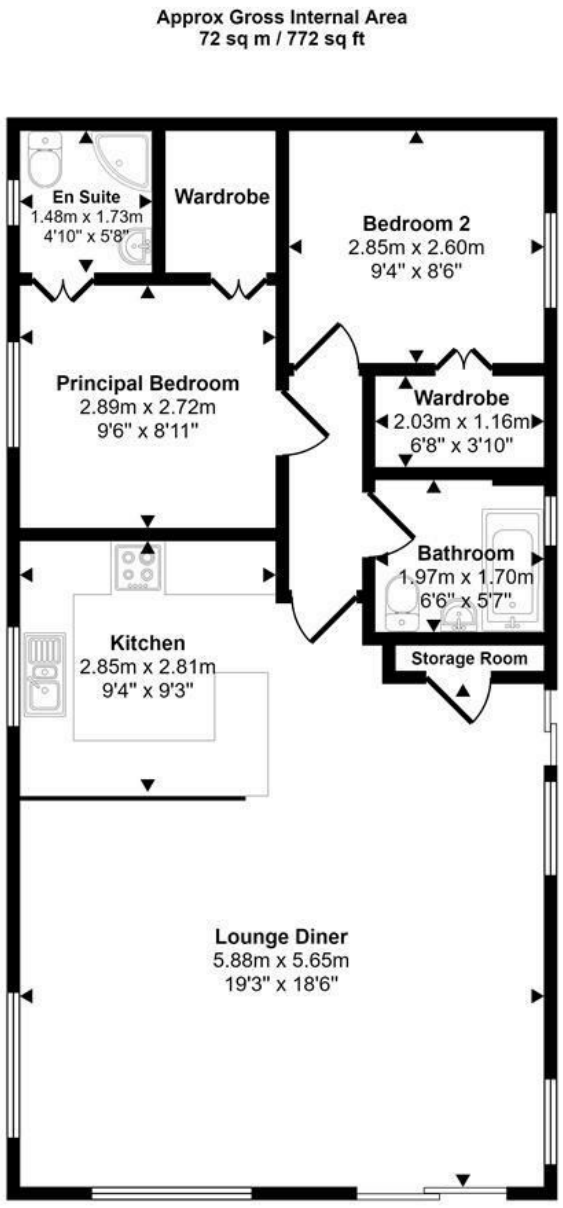 Approx Gross Internal Area
72 sq m / 772 sq ft
En Suite
1.48m x 1.73m
4'10" x 5'8"
Wardrobe
Bedroom 2
2.85m x 2.60m
9'4" x 8'6"
Principal Bedroom
2.89m x 2.72m
9'6" x 8'11"
Wardrobe
2.03m x 1.16m
6'8" x 3'10"
Bathroom
1.97m x 1.70m
6'6" x 5'7"
Kitchen
2.85m x 2.81m
9'4" x 9'3"
Storage Room
Lounge Diner
5.88m x 5.65m
19'3" x 18'6"